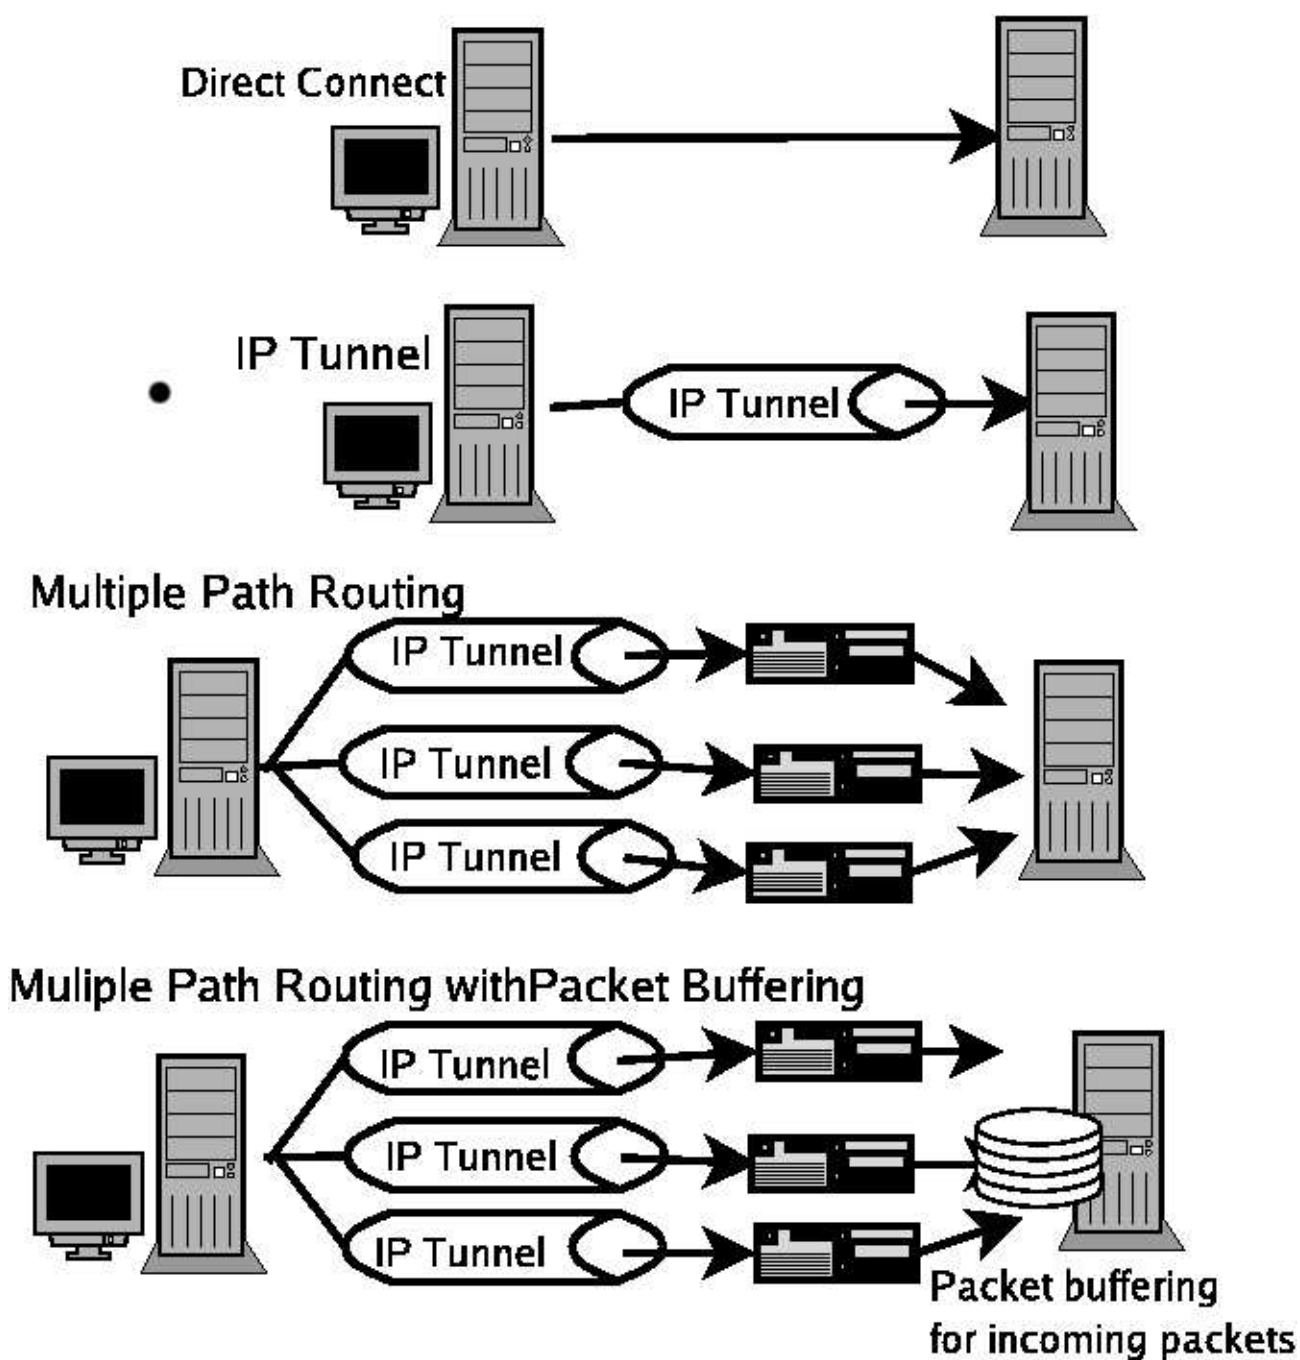 Direct Connect
IP Tunnel
IP Tunnel
Multiple Path Routing
IP Tunnel
IP Tunnel
IP Tunnel
Muliple Path Routing withPacket Buffering
IP Tunnel
IP Tunnel
IP Tunnel
Packet buffering
for incoming packets